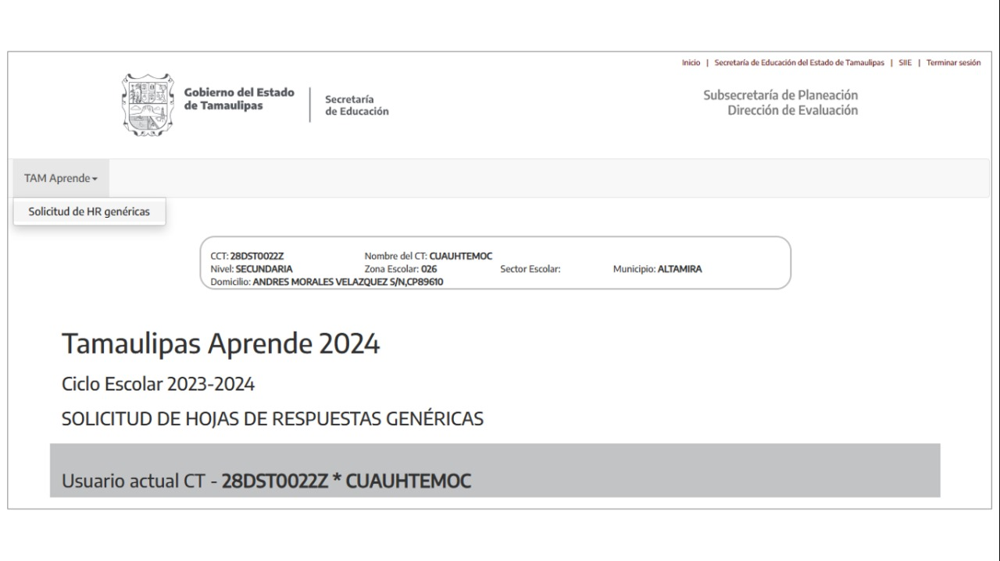 Inicio | Secretaría de Educación del Estado de Tamaulipas | SIIE | Terminar sesión
Gobierno del Estado
de Tamaulipas
Secretaría
de Educación
Subsecretaría de Planeación
Dirección de Evaluación
TAM Aprende
Solicitud de HR genéricas
CCT: 28DST0022Z Nombre del CT: CUAUHTEMOC
Nivel: SECUNDARIA Zona Escolar: 026 Sector Escolar: Municipio: ALTAMIRA
Domicilio: ANDRES MORALES VELAZQUEZ S/N,CP89610
Tamaulipas Aprende 2024
Ciclo Escolar 2023-2024
SOLICITUD DE HOJAS DE RESPUESTAS GENÉRICAS
Usuario actual CT - 28DST0022Z * CUAUHTEMOC